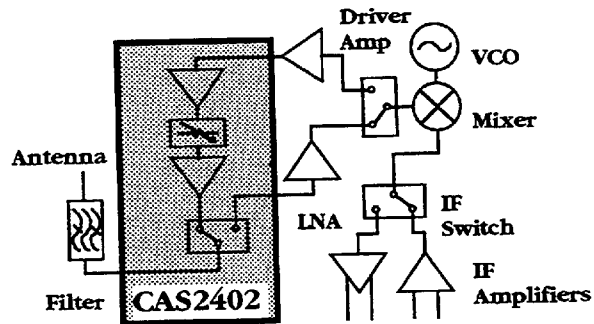 Driver
Amp
VCO
Mixer
Antenna
LNA
IF
Switch
IF
Amplifiers
Filter
CAS2402